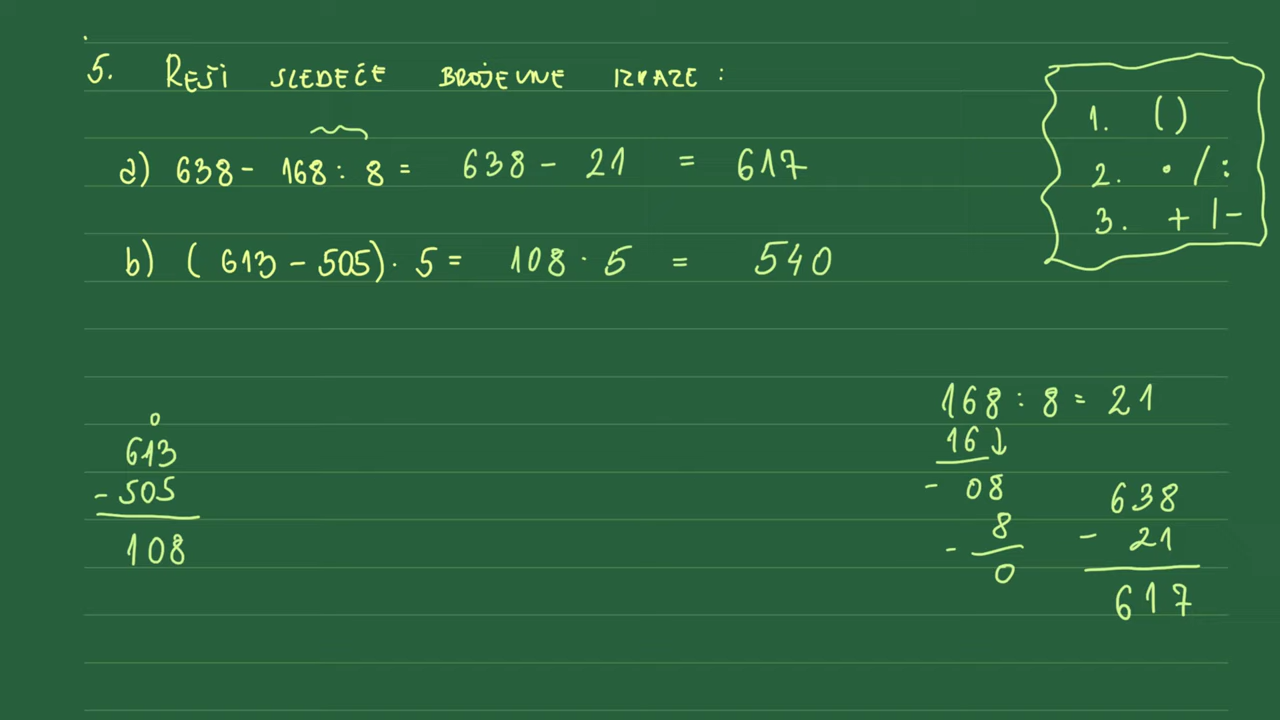 5. REŠI SLEDEĆE BROJEVNE IZRAZE:
1. ()
2. · / :
3. + | -
a) 638 - 168 : 8 = 638 - 21 = 617
b) (613 - 505) · 5 = 108 · 5 = 540
0
613
- 505
108
168 : 8 = 21
16↓
- 08
8
-
0
638
- 21
617